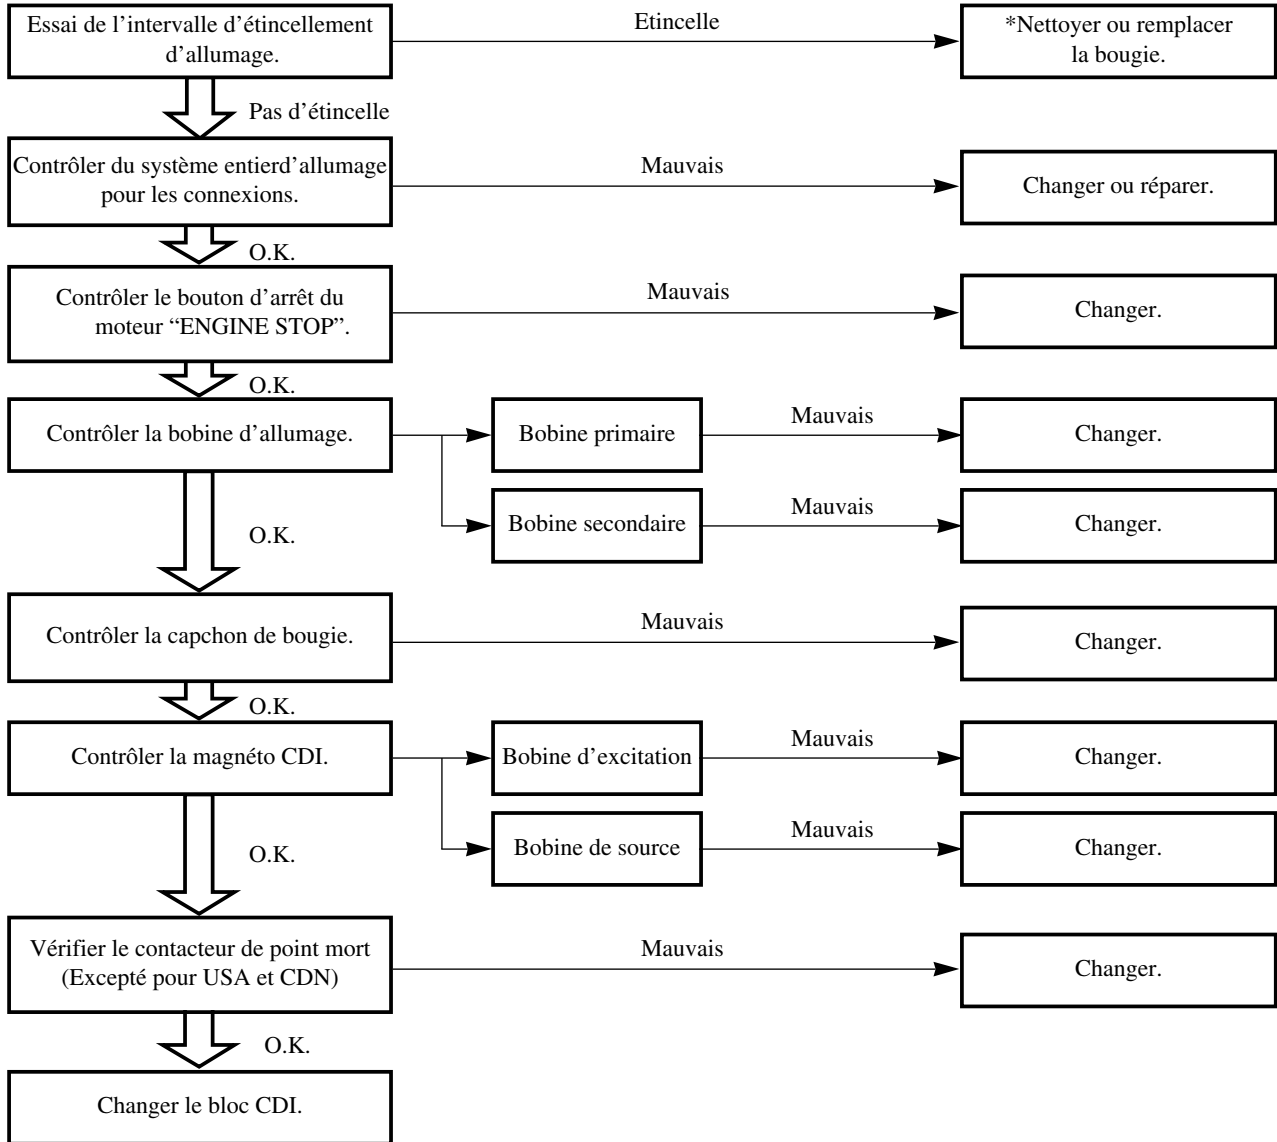 Essai de l’intervalle d’étincellement
d’allumage.
Etincelle
*Nettoyer ou remplacer
la bougie.
Pas d’étincelle
Contrôler du système entierd’allumage
pour les connexions.
Mauvais
Changer ou réparer.
O.K.
Contrôler le bouton d’arrêt du
moteur “ENGINE STOP”.
Mauvais
Changer.
O.K.
Contrôler la bobine d’allumage.
Bobine primaire
Mauvais
Changer.
Bobine secondaire
Mauvais
Changer.
O.K.
Contrôler la capchon de bougie.
Mauvais
Changer.
O.K.
Contrôler la magnéto CDI.
Bobine d’excitation
Mauvais
Changer.
Bobine de source
Mauvais
Changer.
O.K.
Vérifier le contacteur de point mort
(Excepté pour USA et CDN)
Mauvais
Changer.
O.K.
Changer le bloc CDI.